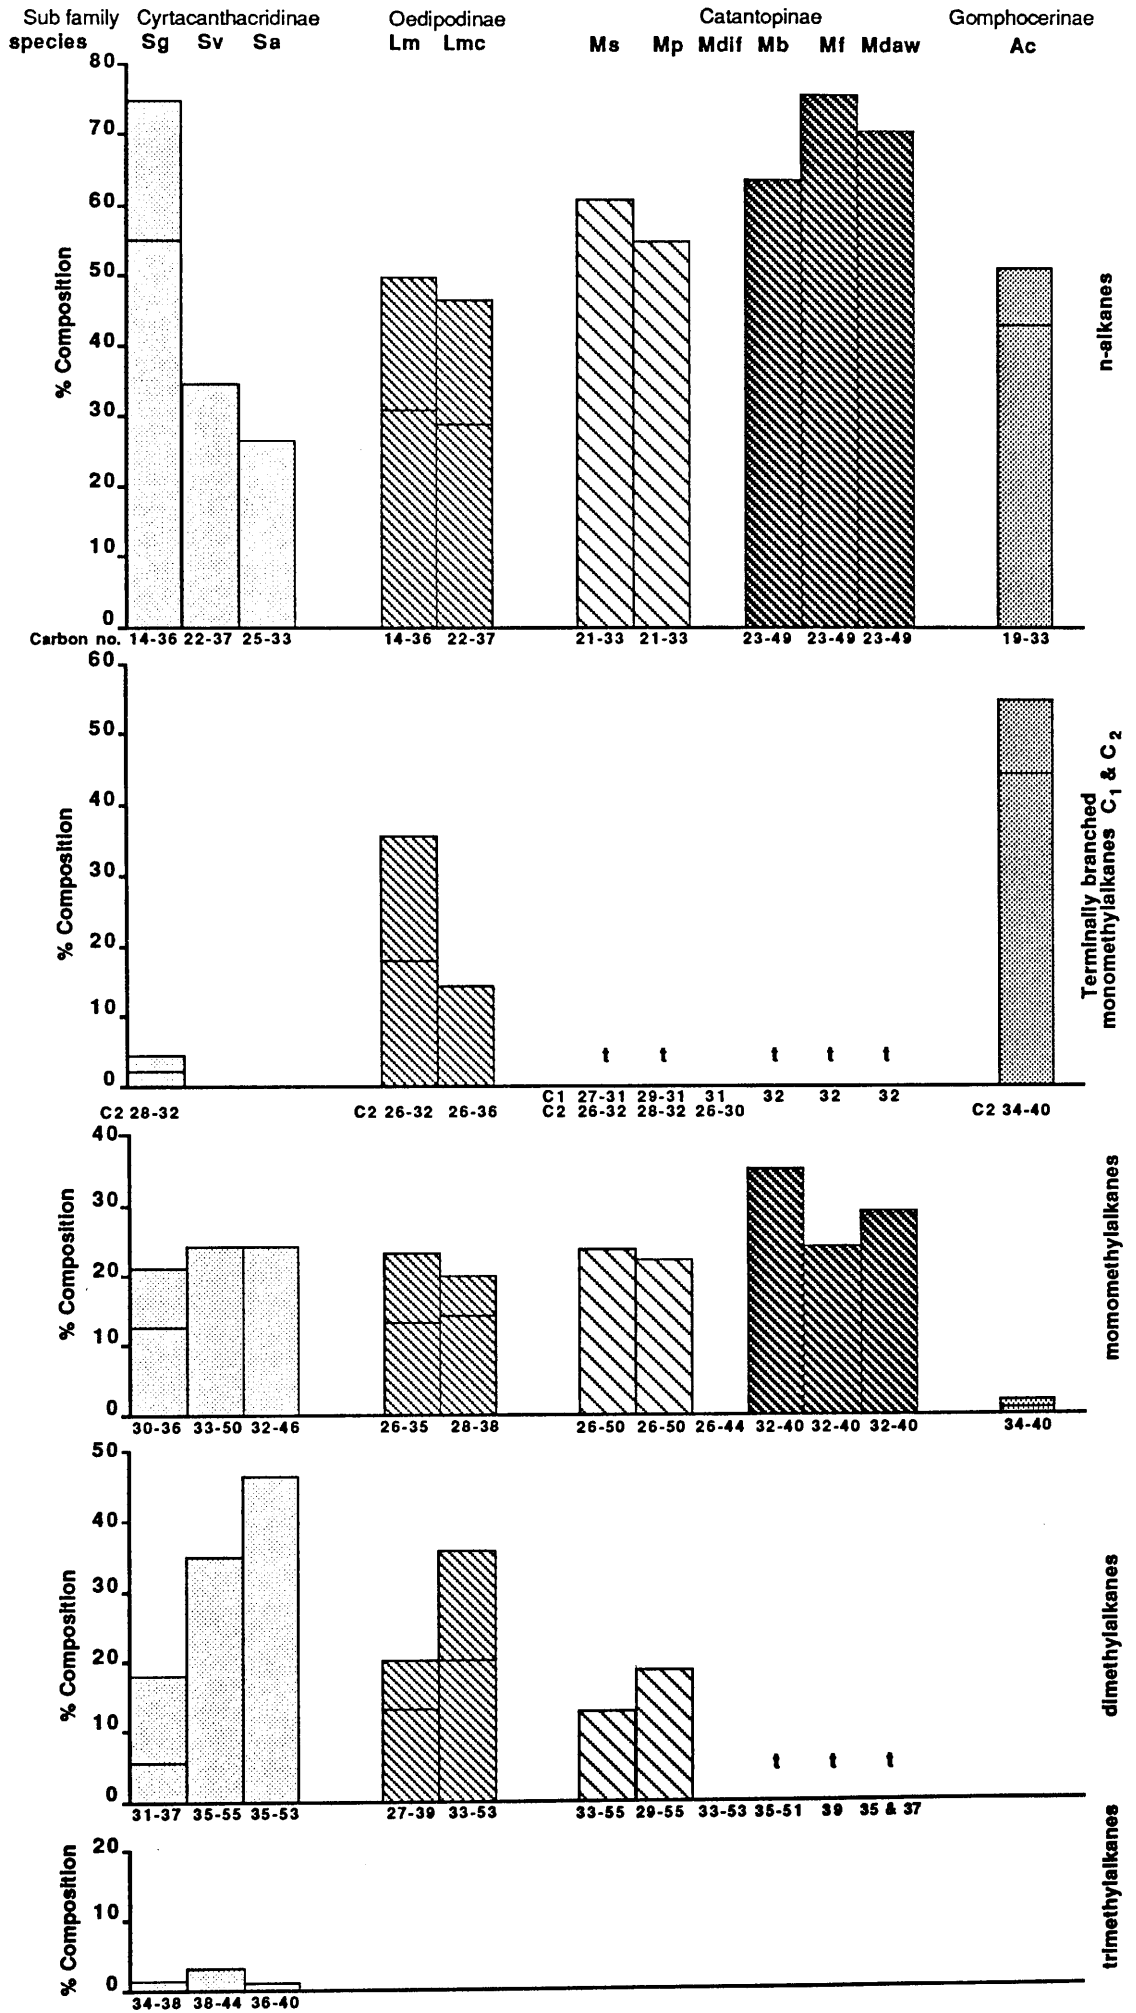 Sub family Cyrtacanthacridinae Oedipodinae Catantopinae Gomphocerinae
species Sg Sv Sa Lm Lmc Ms Mp Mdif Mb Mf Mdaw Ac
80
70
60
50
40
30
20
10
0
% Composition
n-alkanes
Carbon no. 14-36 22-37 25-33 14-36 22-37 21-33 21-33 23-49 23-49 23-49 19-33
60
50
40
30
20
10
0
% Composition
Terminally branched
monomethylalkanes C1 & C2
t t t t t
C1 27-31 29-31 31 32 32 32
C2 28-32 C2 26-32 26-36 C2 26-32 28-32 26-30 C2 34-40
40
30
20
10
0
% Composition
momomethylalkanes
30-36 33-50 32-46 26-35 28-38 26-50 26-50 26-44 32-40 32-40 32-40 34-40
50
40
30
20
10
0
% Composition
dimethylalkanes
t t t
31-37 35-55 35-53 27-39 33-53 33-55 29-55 33-53 35-51 39 35 & 37
20
10
0
% Composition
trimethylalkanes
34-38 38-44 36-40